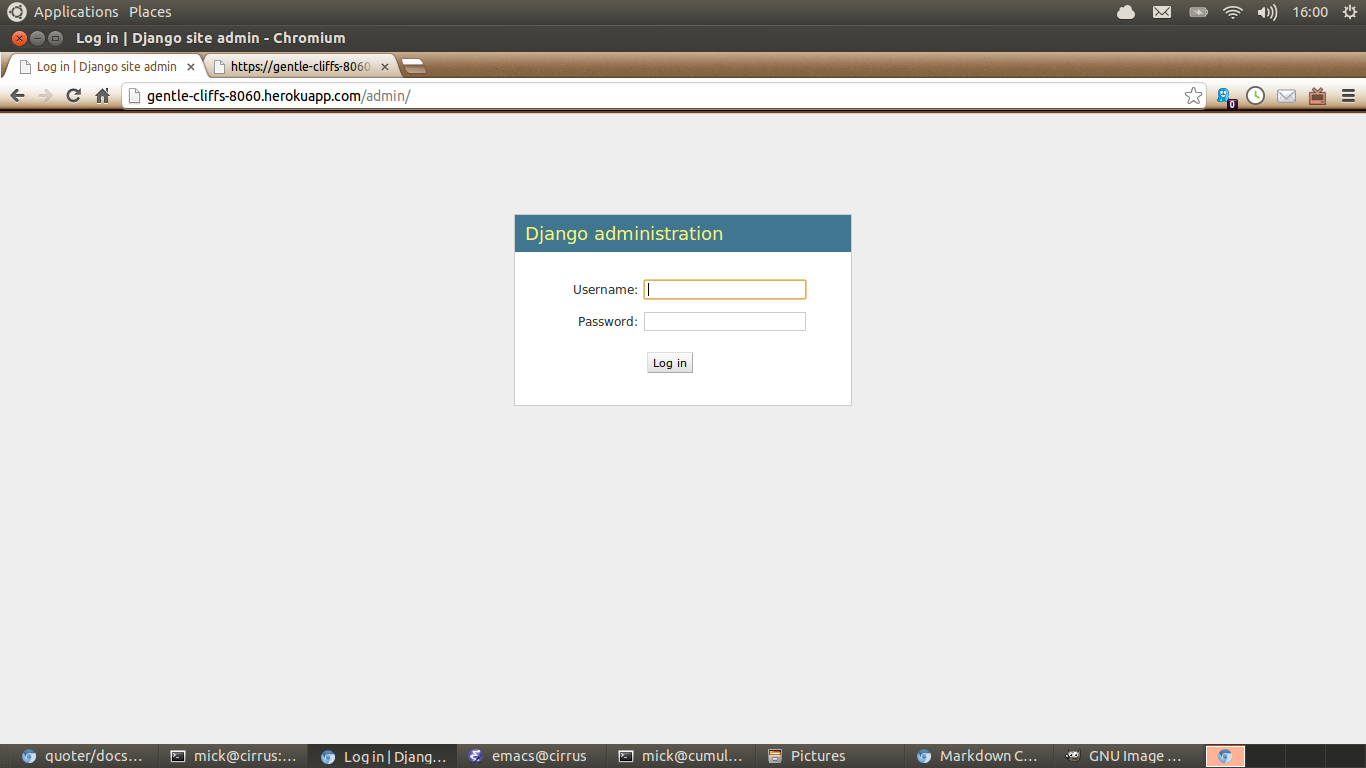 Applications Places
16:00
Log in | Django site admin - Chromium
Log in | Django site admin
https://gentle-cliffs-8060
gentle-cliffs-8060.herokuapp.com/admin/
0
Django administration
Username:
Password:
Log in
quoter/docs...
mick@cirrus:...
Log in | Djang...
emacs@cirrus
mick@cumul...
Pictures
Markdown C...
GNU Image ...